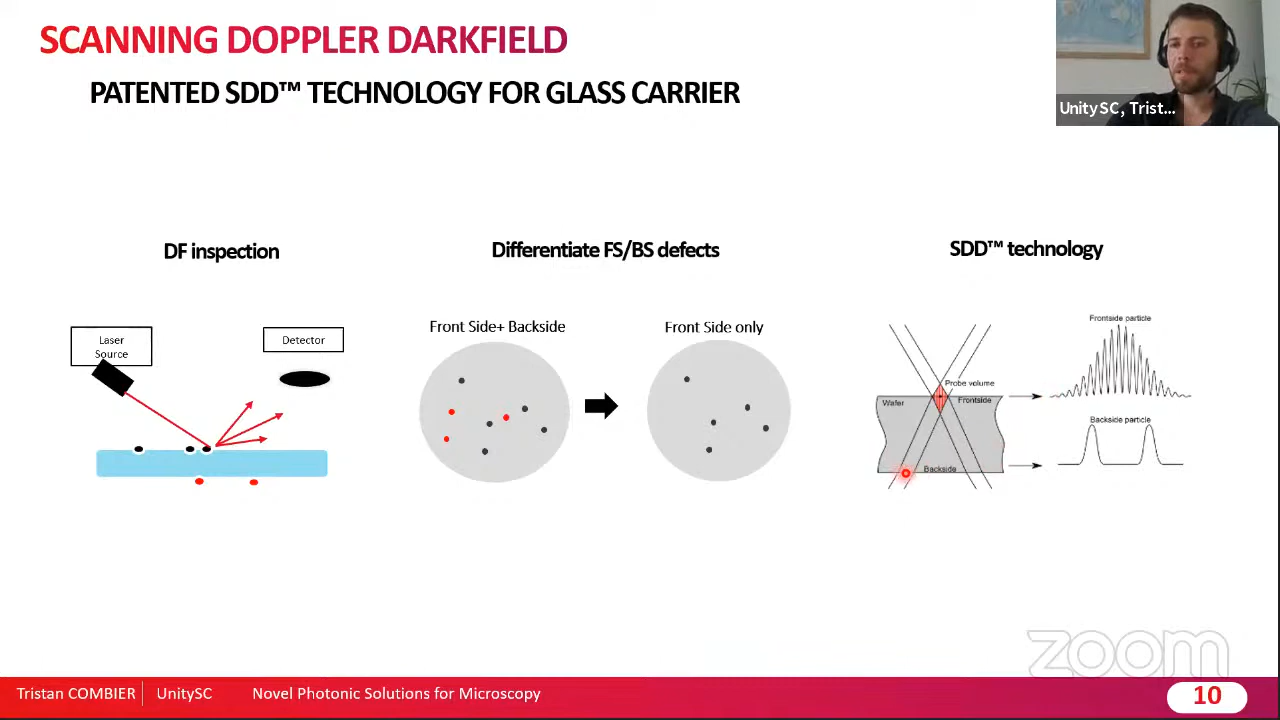 SCANNING DOPPLER DARKFIELD
PATENTED SDD™ TECHNOLOGY FOR GLASS CARRIER
UnitySC, Trist...
DF inspection
Laser
Source
Detector
Differentiate FS/BS defects
Front Side+ Backside
Front Side only
SDD™ technology
Frontside particle
Probe volume
Wafer
Frontside
Backside particle
Backside
zoom
Tristan COMBIER
UnitySC
Novel Photonic Solutions for Microscopy
10